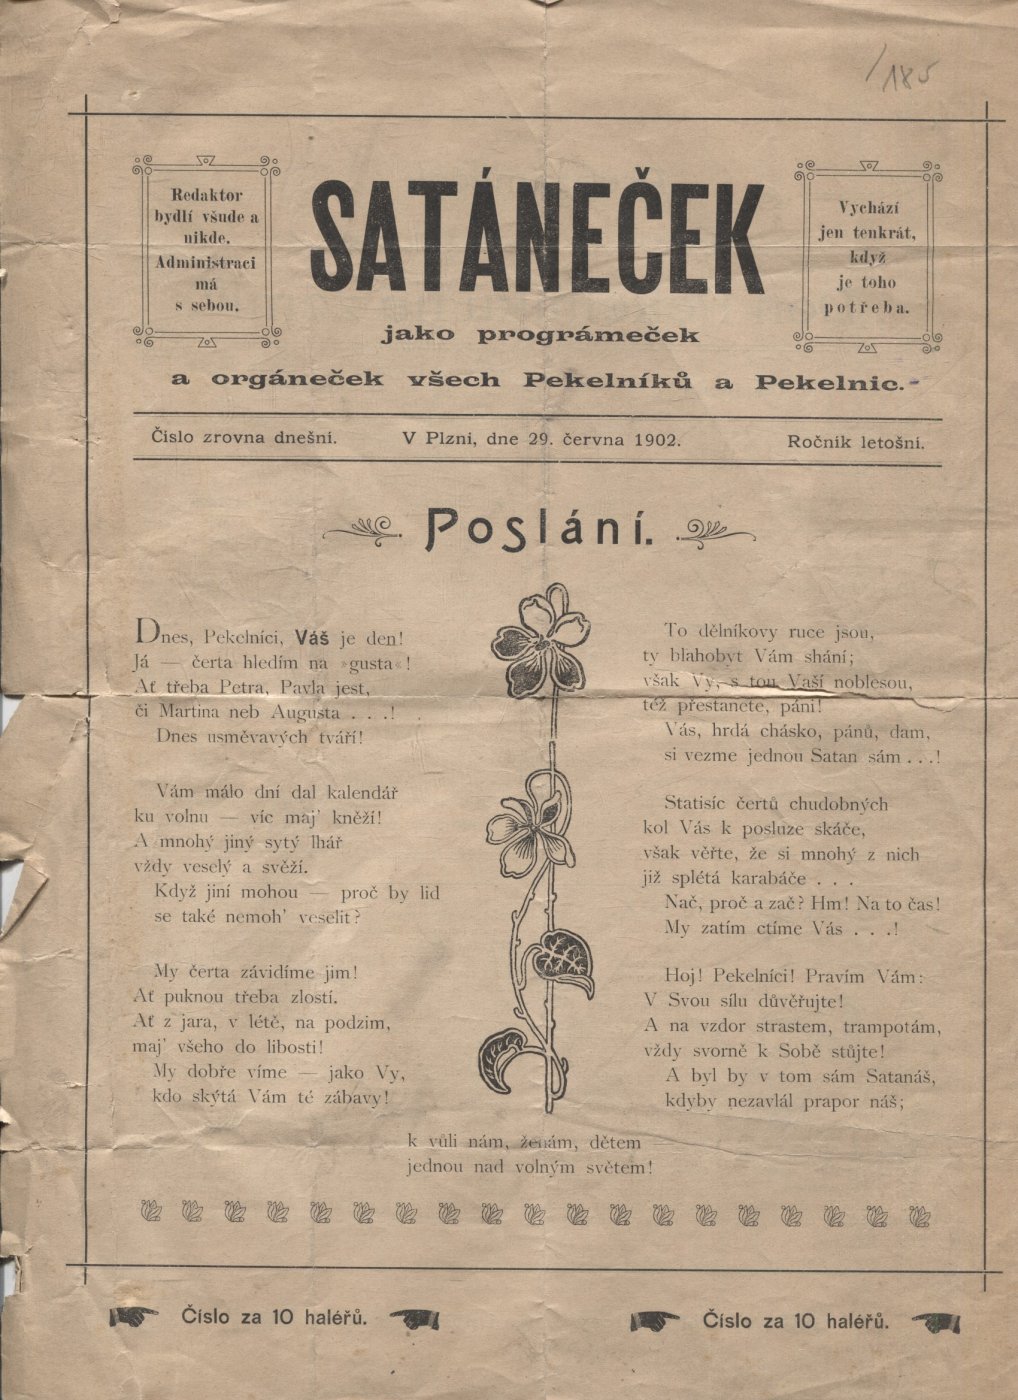 /185
Redaktor
bydlí všude a
nikde.
Administraci
má
s sebou.
SATÁNEČEK
Vychází
jen tenkrát,
když
je toho
potřeba.
jako prográmeček
a orgáneček všech Pekelníků a Pekelnic.-
Číslo zrovna dnešní. V Plzni, dne 29. června 1902. Ročník letošní.
Poslání.
Dnes, Pekelníci, Váš je den!
Já — čerta hledím na »gusta«!
Ať třeba Petra, Pavla jest,
či Martina neb Augusta . . .!
Dnes usměvavých tváří!
Vám málo dní dal kalendář
ku volnu — víc maj' kněží!
A mnohý jiný sytý lhář
vždy veselý a svěží.
Když jiní mohou — proč by lid
se také nemoh' veselit?
My čerta závidíme jim!
Ať puknou třeba zlostí.
Ať z jara, v létě, na podzim,
maj' všeho do libosti!
My dobře víme — jako Vy,
kdo skýtá Vám té zábavy!
To dělníkovy ruce jsou,
ty blahobyt Vám shání;
však Vy, s tou Vaší noblesou,
též přestanete, páni!
Vás, hrdá chásko, pánů, dam,
si vezme jednou Satan sám . . .!
Statisíc čertů chudobných
kol Vás k posluze skáče,
však věřte, že si mnohý z nich
již splétá karabáče . . .
Nač, proč a zač? Hm! Na to čas!
My zatím ctíme Vás . . .!
Hoj! Pekelníci! Pravím Vám:
V Svou sílu důvěřujte!
A na vzdor strastem, trampotám,
vždy svorně k Sobě stůjte!
A byl by v tom sám Satanáš,
kdyby nezavlál prapor náš;
k vůli nám, ženám, dětem —
jednou nad volným světem!
Číslo za 10 haléřů. Číslo za 10 haléřů.